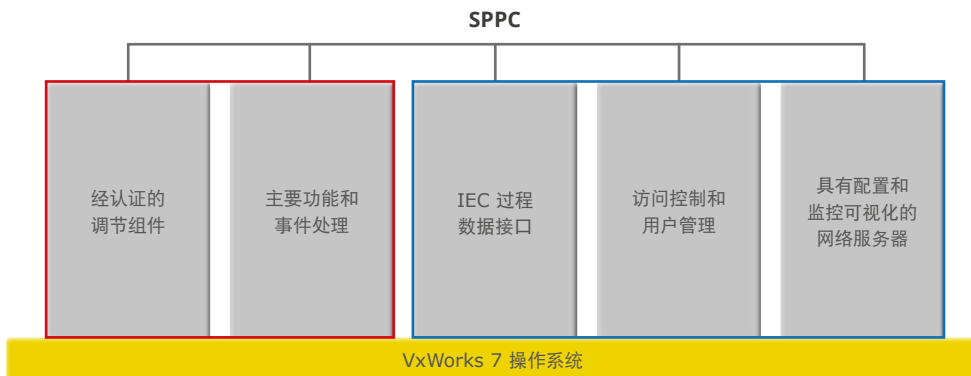 SPPC
经认证的
调节组件
主要功能和
事件处理
IEC 过程
数据接口
访问控制和
用户管理
具有配置和
监控可视化的
网络服务器
VxWorks 7 操作系统